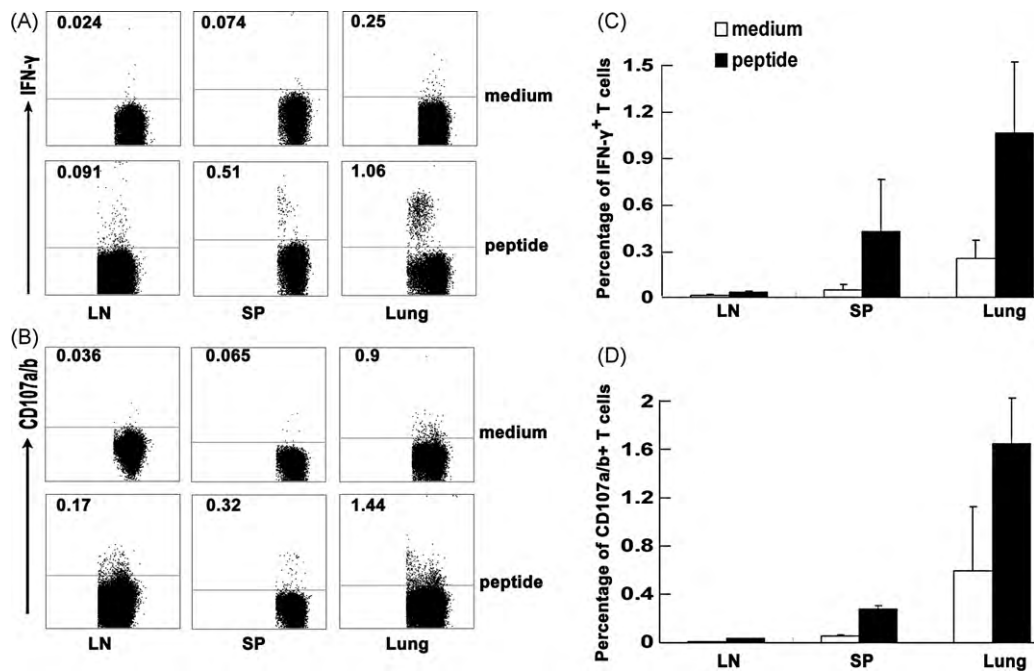 (A)
0.024 0.074 0.25
IFN-γ
medium
0.091 0.51 1.06
peptide
LN SP Lung
(B)
0.036 0.065 0.9
CD107a/b
medium
0.17 0.32 1.44
peptide
LN SP Lung
(C)
medium
peptide
Percentage of IFN-γ⁺ T cells
1.5
1.2
0.9
0.6
0.3
0
LN SP Lung
(D)
Percentage of CD107a/b+ T cells
2
1.6
1.2
0.8
0.4
0
LN SP Lung